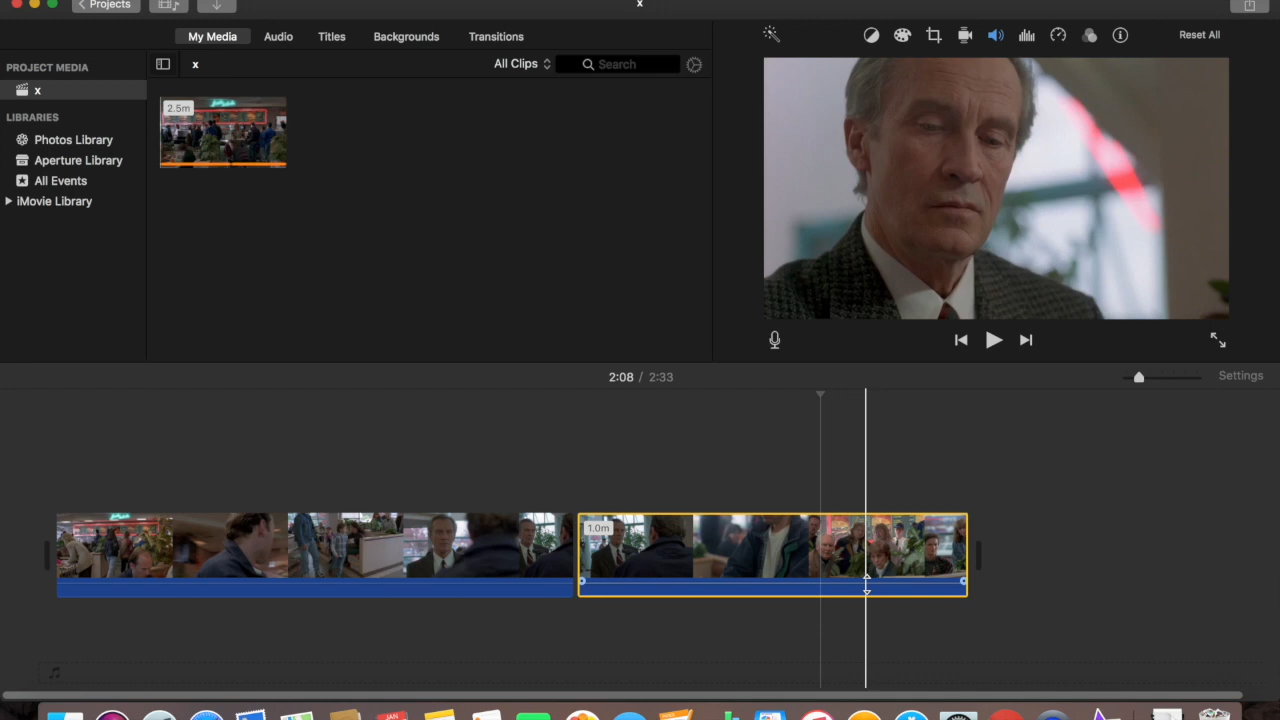 Projects
x
My Media Audio Titles Backgrounds Transitions
Reset All
PROJECT MEDIA
x
All Clips
Search
x
LIBRARIES
Photos Library
Aperture Library
All Events
iMovie Library
2.5m
2:08 / 2:33
Settings
1.0m
JAN